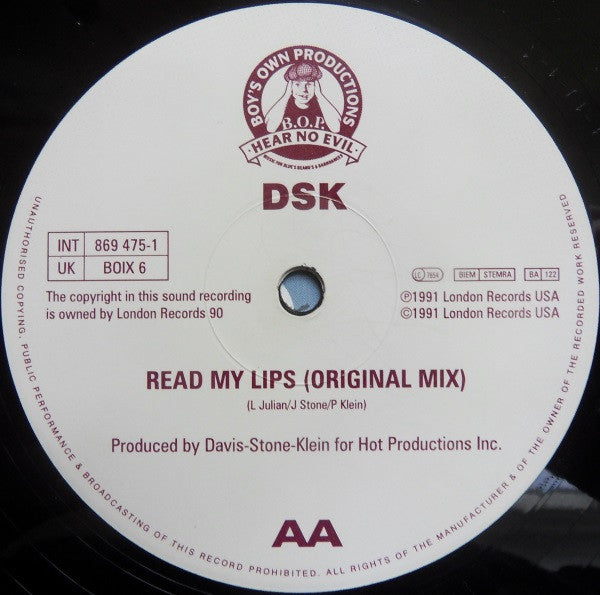 BOY'S OWN PRODUCTIONS
B.O.P.
· HEAR NO EVIL ·
DSK
INT 869 475-1
UK BOIX 6
LC 7654 BIEM STEMRA BA 122
The copyright in this sound recording
is owned by London Records 90
℗1991 London Records USA
©1991 London Records USA
READ MY LIPS (ORIGINAL MIX)
(L Julian/J Stone/P Klein)
Produced by Davis-Stone-Klein for Hot Productions Inc.
AA
UNAUTHORISED COPYING, PUBLIC PERFORMANCE & BROADCASTING OF THIS RECORD PROHIBITED. ALL RIGHTS OF THE MANUFACTURER & OF THE OWNER OF THE RECORDED WORK RESERVED